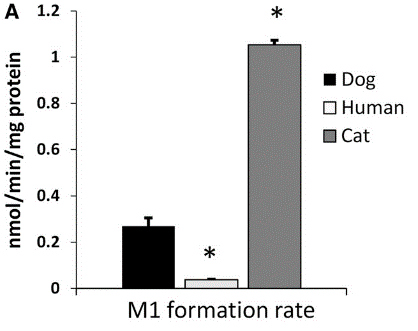 A
nmol/min/mg protein
1.2
1
0.8
0.6
0.4
0.2
0
*
*
Dog
Human
Cat
M1 formation rate